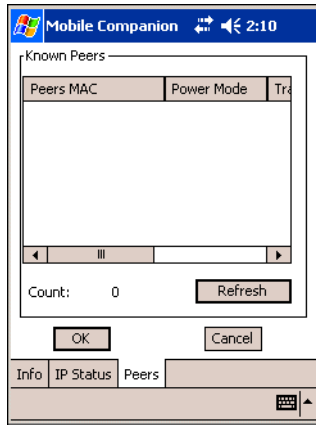 Mobile Companion 2:10
Known Peers
Peers MAC Power Mode Tra
Count: 0 Refresh
OK Cancel
Info IP Status Peers